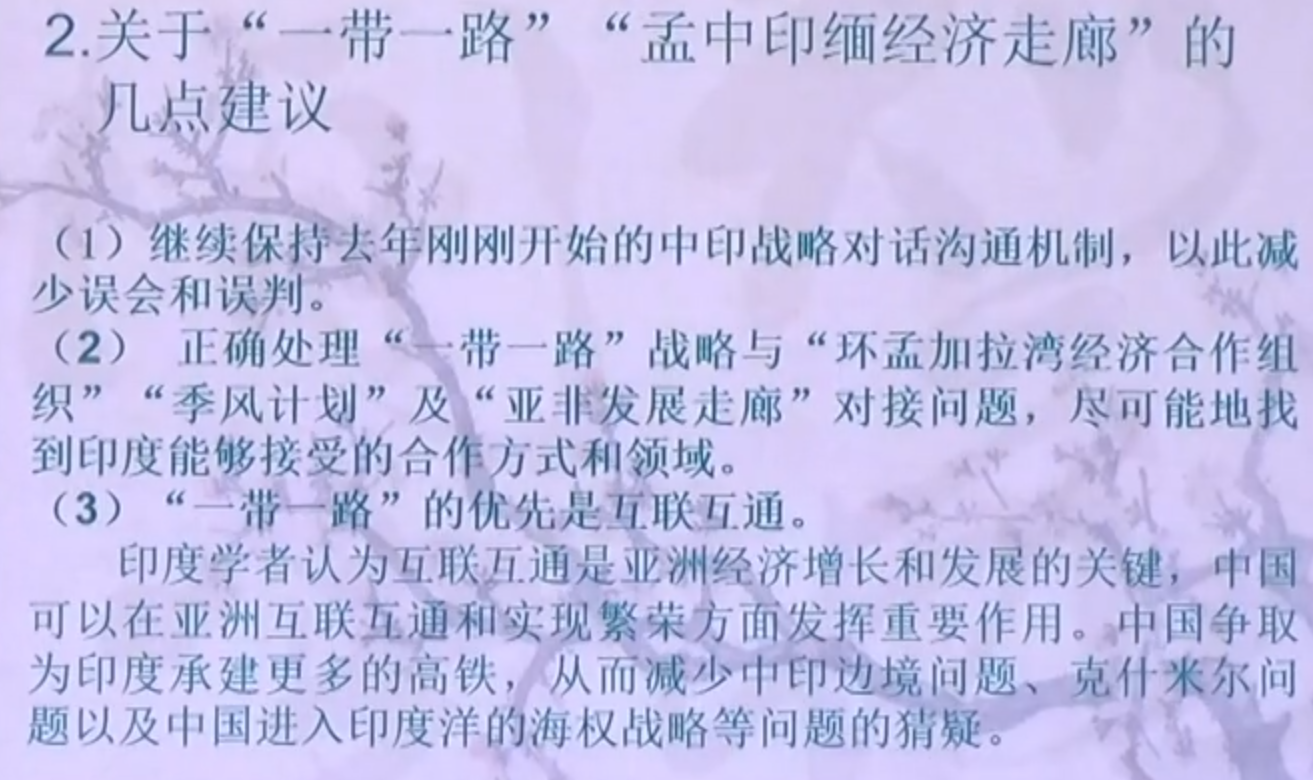 2.关于“一带一路”“孟中印缅经济走廊”的
几点建议
（1）继续保持去年刚刚开始的中印战略对话沟通机制，以此减
少误会和误判。
（2） 正确处理“一带一路”战略与“环孟加拉湾经济合作组
织”“季风计划”及“亚非发展走廊”对接问题，尽可能地找
到印度能够接受的合作方式和领域。
（3）“一带一路”的优先是互联互通。
印度学者认为互联互通是亚洲经济增长和发展的关键，中国
可以在亚洲互联互通和实现繁荣方面发挥重要作用。中国争取
为印度承建更多的高铁，从而减少中印边境问题、克什米尔问
题以及中国进入印度洋的海权战略等问题的猜疑。